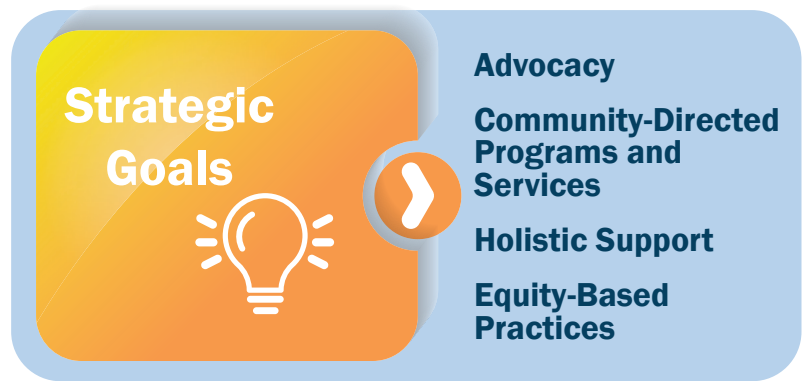 Strategic
Goals
Advocacy
Community-Directed
Programs and
Services
Holistic Support
Equity-Based
Practices